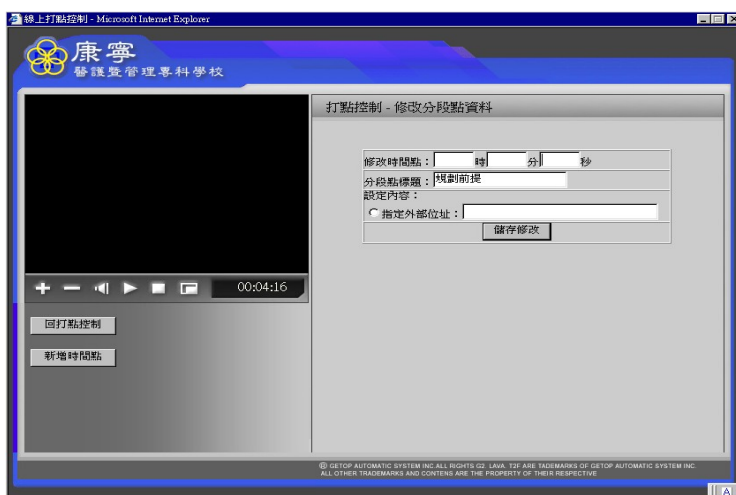 線上打點控制 - Microsoft Internet Explorer
康寧
醫護暨管理專科學校
打點控制 - 修改分段點資料
修改時間點： 時 分 秒
分段點標題： 規劃前提
設定內容：
指定外部位址：
儲存修改
00:04:16
回打點控制
新增時間點
GETOP AUTOMATIC SYSTEM INC.ALL RIGHTS G2. LAVA. T2F ARE TADEMARKS OF GETOP AUTOMATIC SYSTEM INC.
ALL OTHER TRADEMARKS AND CONTENS ARE THE PROPERTY OF THEIR RESPECTIVE
A